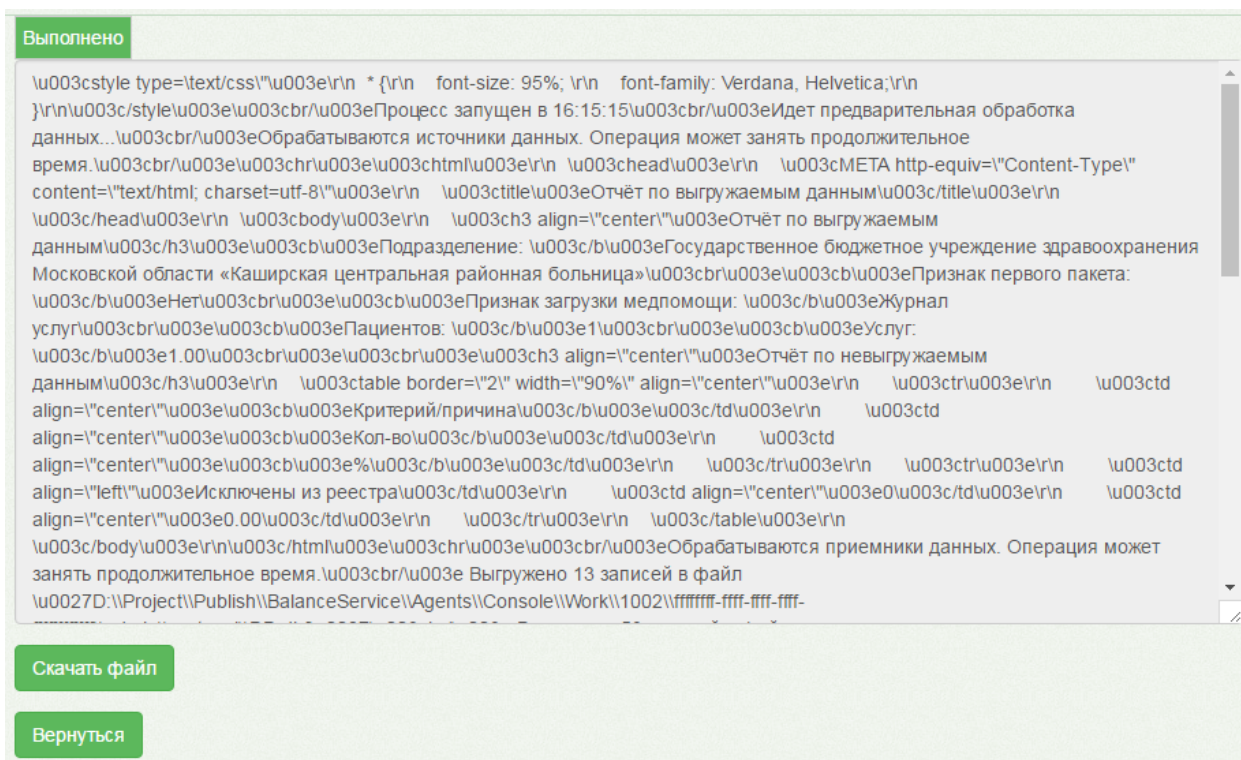 Выполнено
\u003cstyle type=\text/css\"\u003e\r\n * {\r\n font-size: 95%; \r\n font-family: Verdana, Helvetica;\r\n
}\r\n\u003c/style\u003e\u003cbr/\u003eПроцесс запущен в 16:15:15\u003cbr/\u003eИдет предварительная обработка
данных...\u003cbr/\u003eОбрабатываются источники данных. Операция может занять продолжительное
время.\u003cbr/\u003e\u003chr\u003e\u003chtml\u003e\r\n \u003chead\u003e\r\n \u003cMETA http-equiv=\"Content-Type\"
content=\"text/html; charset=utf-8\"\u003e\r\n \u003ctitle\u003eОтчёт по выгружаемым данным\u003c/title\u003e\r\n
\u003c/head\u003e\r\n \u003cbody\u003e\r\n \u003ch3 align=\"center\"\u003eОтчёт по выгружаемым
данным\u003c/h3\u003e\u003cb\u003eПодразделение: \u003c/b\u003eГосударственное бюджетное учреждение здравоохранения
Московской области «Каширская центральная районная больница»\u003cbr\u003e\u003cb\u003eПризнак первого пакета:
\u003c/b\u003eНет\u003cbr\u003e\u003cb\u003eПризнак загрузки медпомощи: \u003c/b\u003eЖурнал
услуг\u003cbr\u003e\u003cb\u003eПациентов: \u003c/b\u003e1\u003cbr\u003e\u003cb\u003eУслуг:
\u003c/b\u003e1.00\u003cbr\u003e\u003cbr\u003e\u003ch3 align=\"center\"\u003eОтчёт по невыгружаемым
данным\u003c/h3\u003e\r\n \u003ctable border=\"2\" width=\"90%\" align=\"center\"\u003e\r\n \u003ctr\u003e\r\n \u003ctd
align=\"center\"\u003e\u003cb\u003eКритерий/причина\u003c/b\u003e\u003c/td\u003e\r\n \u003ctd
align=\"center\"\u003e\u003cb\u003eКол-во\u003c/b\u003e\u003c/td\u003e\r\n \u003ctd
align=\"center\"\u003e\u003cb\u003e%\u003c/b\u003e\u003c/td\u003e\r\n \u003c/tr\u003e\r\n \u003ctr\u003e\r\n \u003ctd
align=\"left\"\u003eИсключены из реестра\u003c/td\u003e\r\n \u003ctd align=\"center\"\u003e0\u003c/td\u003e\r\n \u003ctd
align=\"center\"\u003e0.00\u003c/td\u003e\r\n \u003c/tr\u003e\r\n \u003c/table\u003e\r\n
\u003c/body\u003e\r\n\u003c/html\u003e\u003chr\u003e\u003cbr/\u003eОбрабатываются приемники данных. Операция может
занять продолжительное время.\u003cbr/\u003e Выгружено 13 записей в файл
\u0027D:\\Project\\Publish\\BalanceService\\Agents\\Console\\Work\\1002\\ffffffff-ffff-ffff-ffff-
Скачать файл
Вернуться